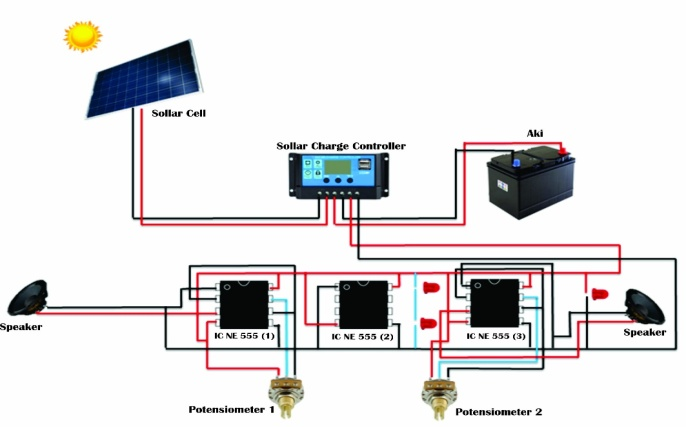 Sollar Cell
Sollar Charge Controller
Aki
Speaker
IC NE 555 (1)
IC NE 555 (2)
IC NE 555 (3)
Speaker
Potensiometer 1
Potensiometer 2